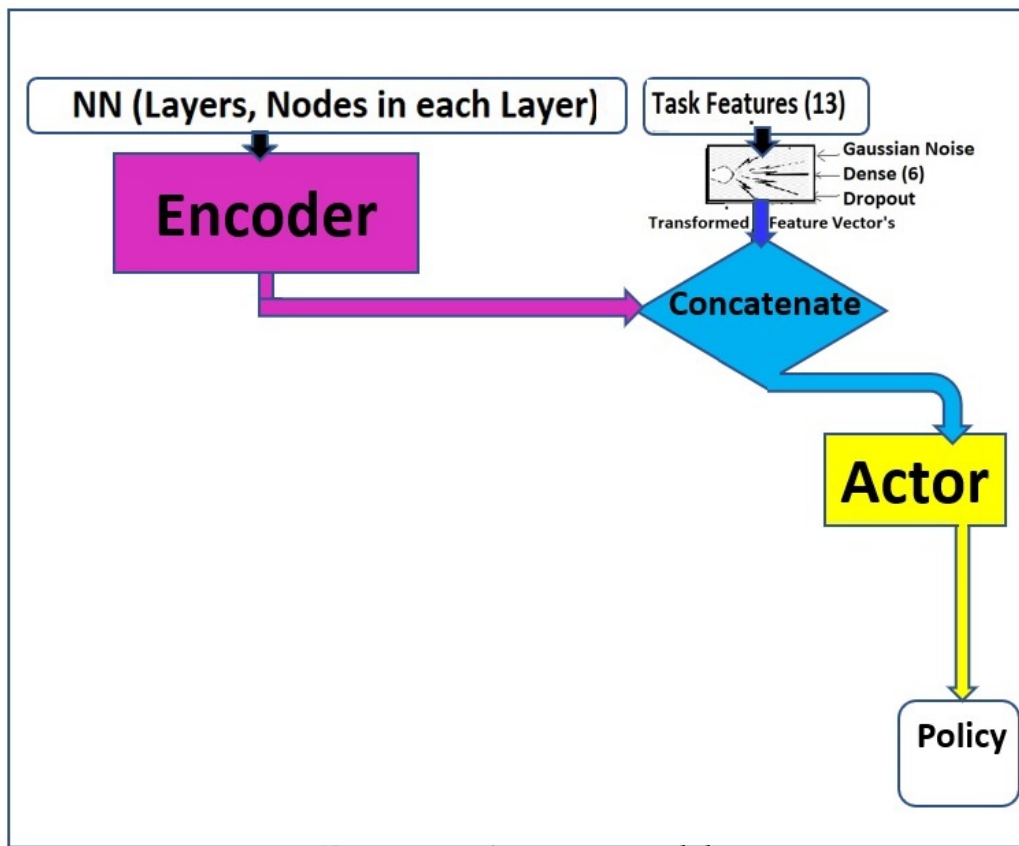 NN (Layers, Nodes in each Layer)
Task Features (13)
Gaussian Noise
Dense (6)
Dropout
Transformed Feature Vector's
Encoder
Concatenate
Actor
Policy